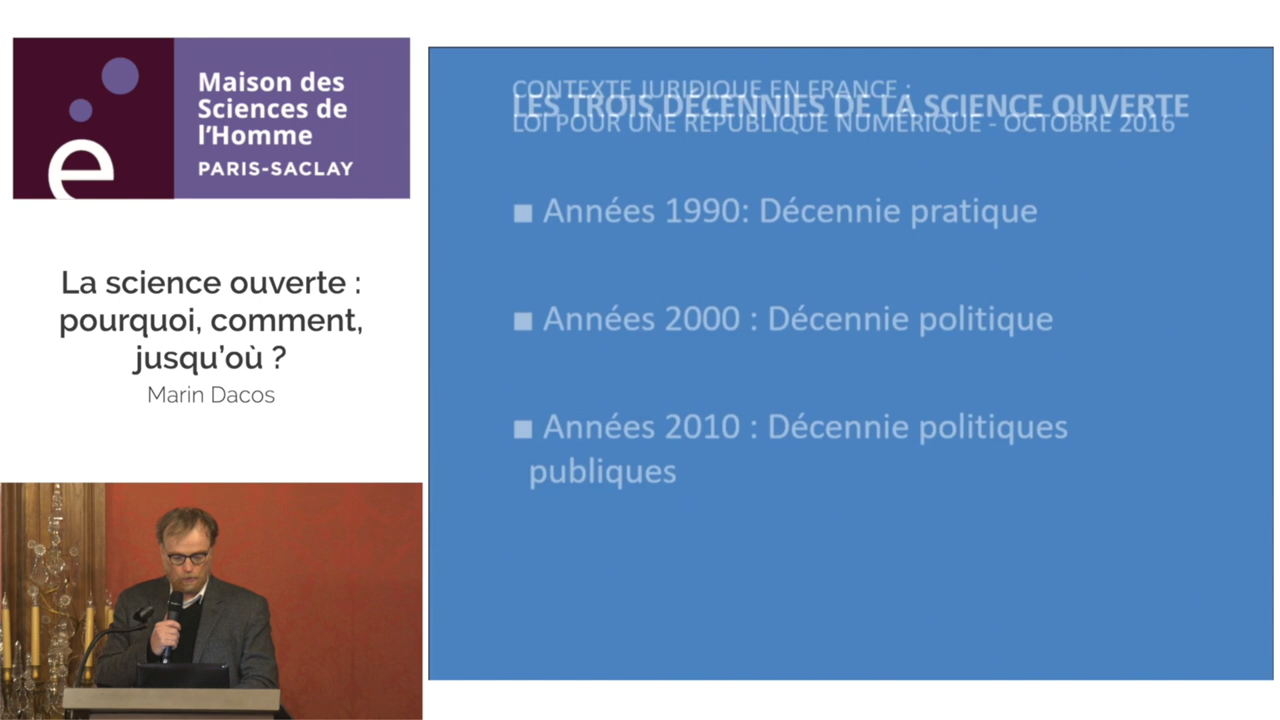 Maison des
Sciences de
l'Homme
PARIS-SACLAY
La science ouverte :
pourquoi, comment,
jusqu'où ?
Marin Dacos
CONTEXTE JURIDIQUE EN FRANCE :
LES TROIS DÉCENNIES DE LA SCIENCE OUVERTE
LOI POUR UNE RÉPUBLIQUE NUMÉRIQUE - OCTOBRE 2016
■ Années 1990: Décennie pratique
■ Années 2000 : Décennie politique
■ Années 2010 : Décennie politiques
publiques